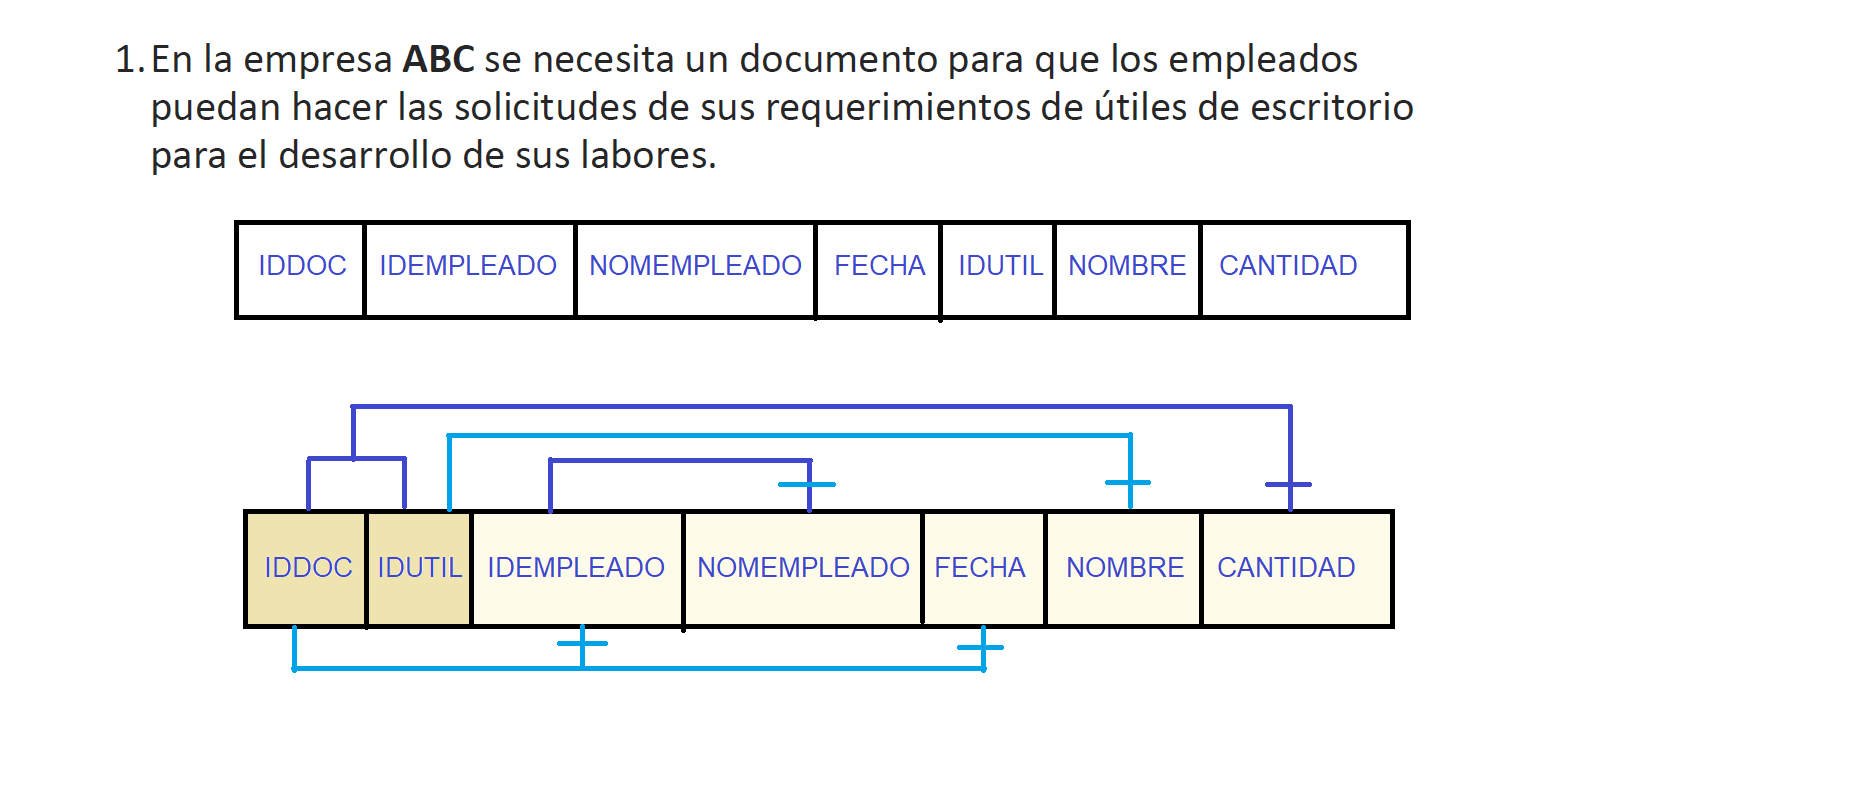 1. En la empresa ABC se necesita un documento para que los empleados
puedan hacer las solicitudes de sus requerimientos de útiles de escritorio
para el desarrollo de sus labores.
IDDOC IDEMPLEADO NOMEMPLEADO FECHA IDUTIL NOMBRE CANTIDAD
IDDOC IDUTIL IDEMPLEADO NOMEMPLEADO FECHA NOMBRE CANTIDAD